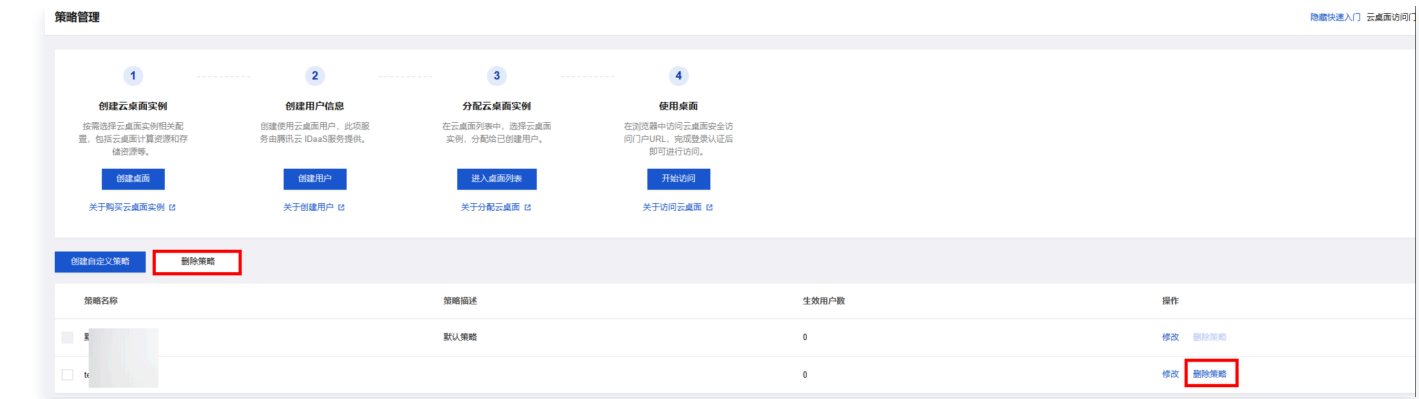 策略管理
隐藏快速入门 云桌面访问门
1 2 3 4
创建云桌面实例 创建用户信息 分配云桌面实例 使用桌面
按需选择云桌面实例相关配 创建使用云桌面用户，此项服 在云桌面列表中，选择云桌面 在浏览器中访问云桌面安全访
置，包括云桌面计算资源和存 务由腾讯云 IDaaS服务提供。 实例，分配给已创建用户。 问门户URL，完成登录认证后
储资源等。 即可进行访问。
创建桌面 创建用户 进入桌面列表 开始访问
关于购买云桌面实例 关于创建用户 关于分配云桌面 关于访问云桌面
创建自定义策略 删除策略
策略名称 策略描述 生效用户数 操作
默认策略 0 修改 删除策略
te 0 修改 删除策略